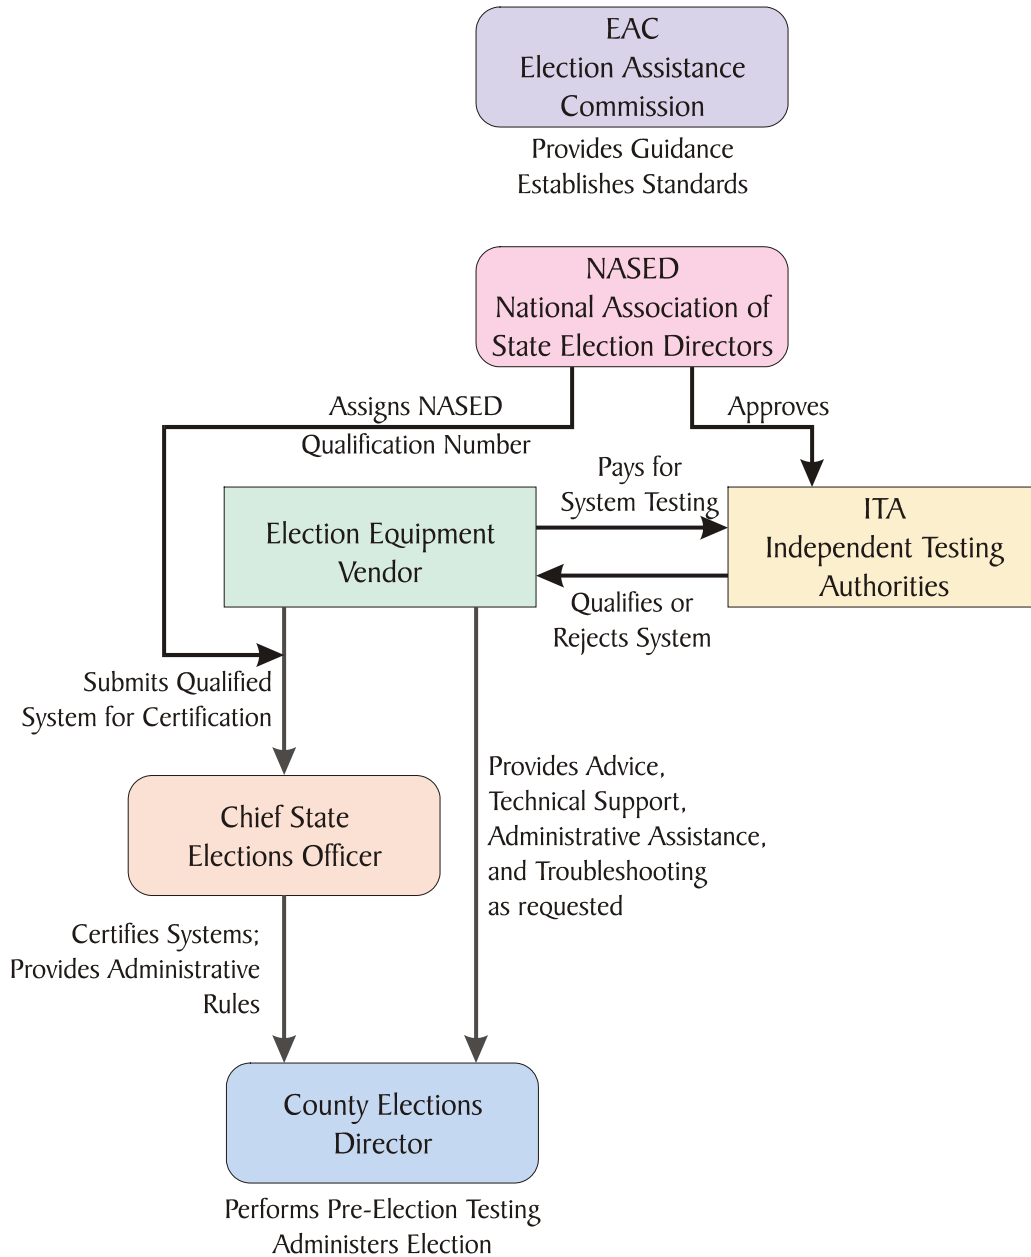 EAC
Election Assistance
Commission
Provides Guidance
Establishes Standards
NASED
National Association of
State Election Directors
Assigns NASED
Qualification Number
Approves
Pays for
System Testing
Election Equipment
Vendor
ITA
Independent Testing
Authorities
Qualifies or
Rejects System
Submits Qualified
System for Certification
Provides Advice,
Technical Support,
Administrative Assistance,
and Troubleshooting
as requested
Chief State
Elections Officer
Certifies Systems;
Provides Administrative
Rules
County Elections
Director
Performs Pre-Election Testing
Administers Election